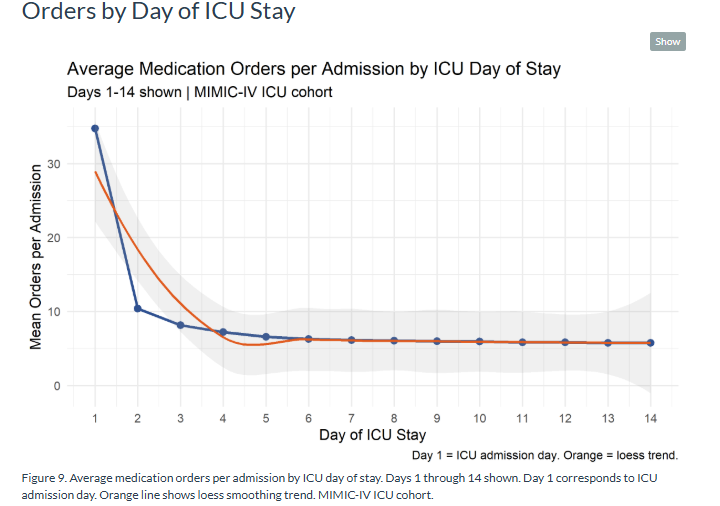 Orders by Day of ICU Stay
Show
Average Medication Orders per Admission by ICU Day of Stay
Days 1-14 shown | MIMIC-IV ICU cohort
Mean Orders per Admission
30
20
10
0
1 2 3 4 5 6 7 8 9 10 11 12 13 14
Day of ICU Stay
Day 1 = ICU admission day. Orange = loess trend.
Figure 9. Average medication orders per admission by ICU day of stay. Days 1 through 14 shown. Day 1 corresponds to ICU
admission day. Orange line shows loess smoothing trend. MIMIC-IV ICU cohort.